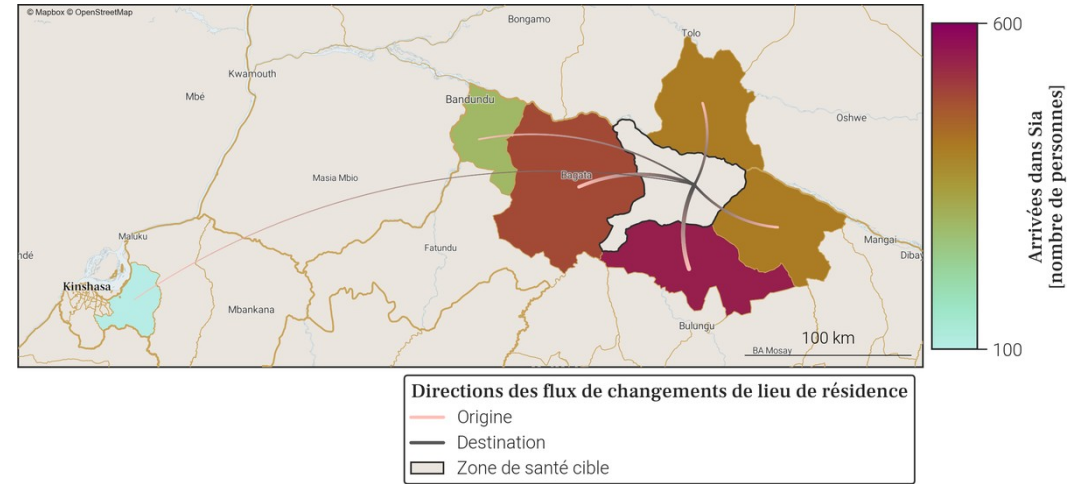 © Mapbox © OpenStreetMap
Bongamo
Tolo
Kwamouth
Mbé
Bandundu
Oshwe
Masia Mbio
Bagata
Maluku
ndé
Fatundu
Mangai
Dibay
Kinshasa
Mbankana
Bulungu
100 km
BA Mosay
600
100
Arrivées dans Sia
[nombre de personnes]
Directions des flux de changements de lieu de résidence
Origine
Destination
Zone de santé cible